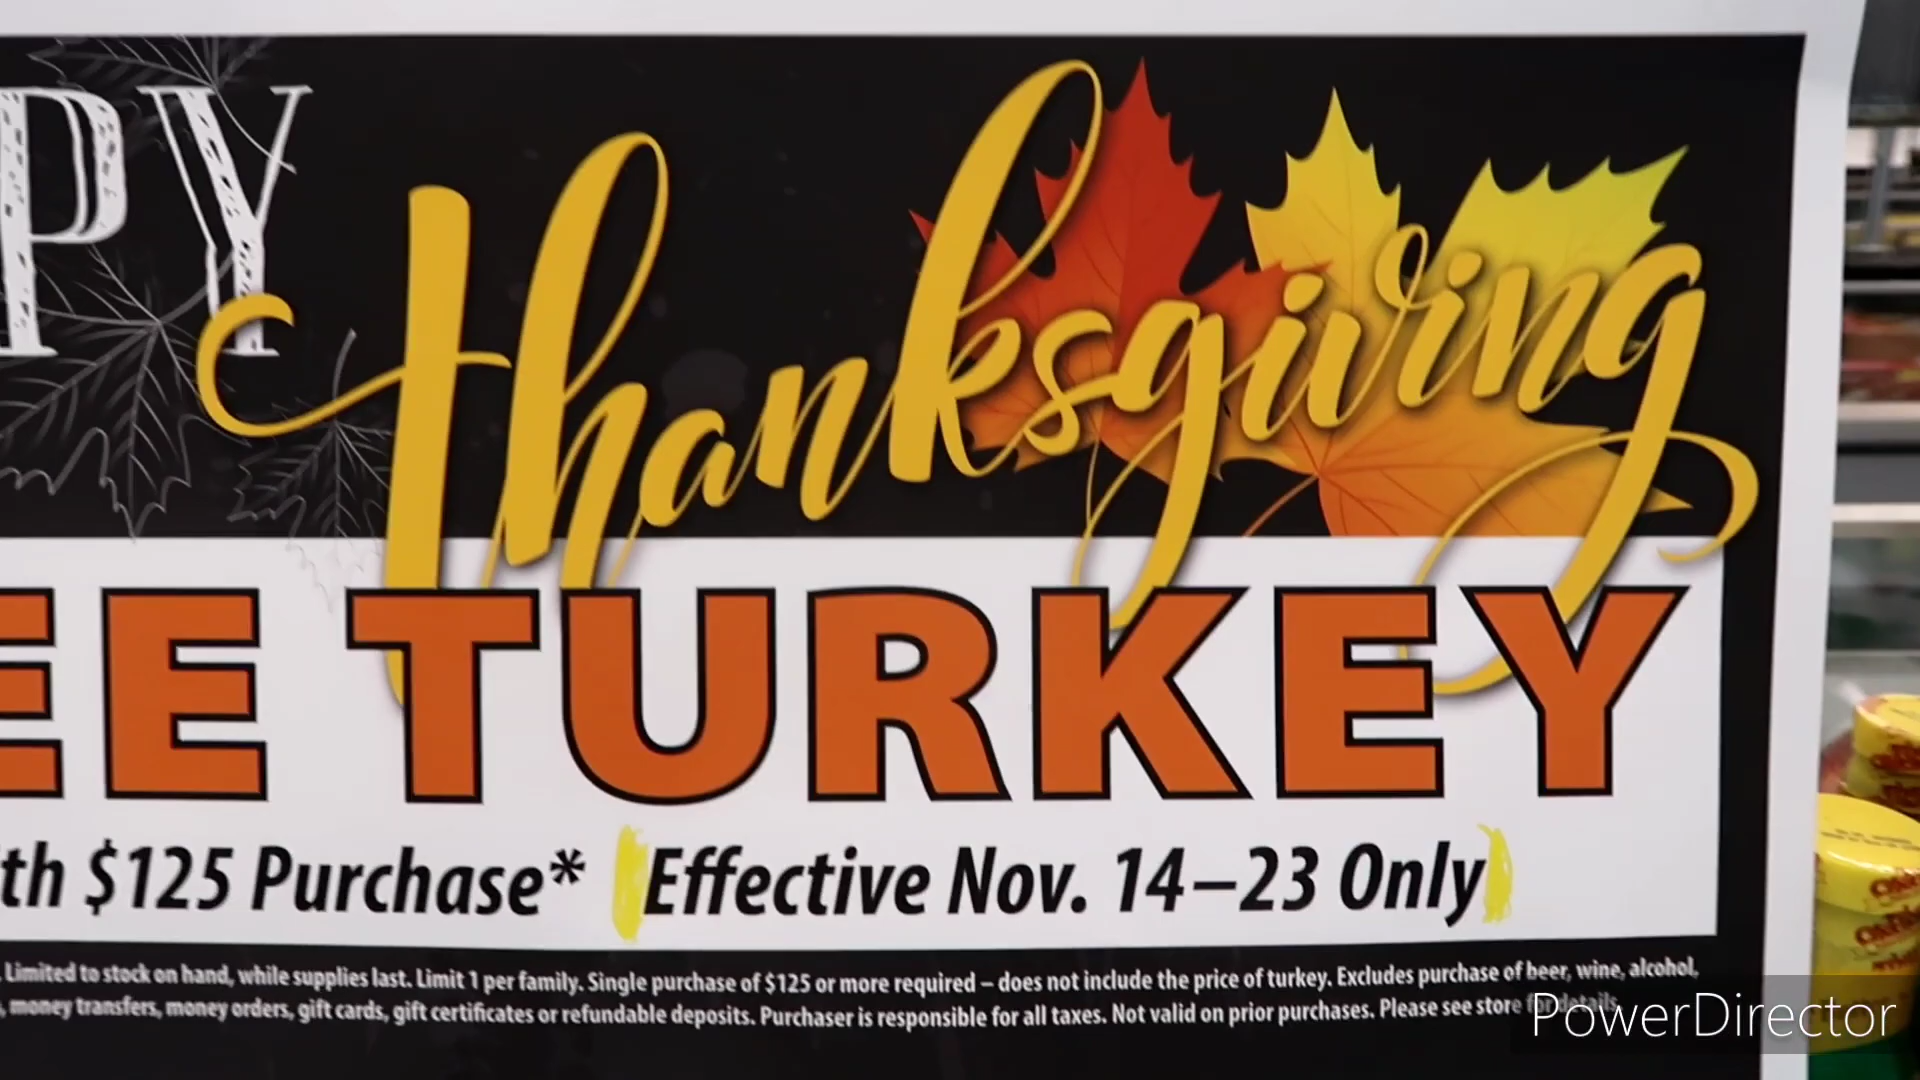 PPY thanksgiving
EE TURKEY
th $125 Purchase* (Effective Nov. 14–23 Only)
Limited to stock on hand, while supplies last. Limit 1 per family. Single purchase of $125 or more required – does not include the price of turkey. Excludes purchase of beer, wine, alcohol,
, money transfers, money orders, gift cards, gift certificates or refundable deposits. Purchaser is responsible for all taxes. Not valid on prior purchases. Please see store for details.
PowerDirector